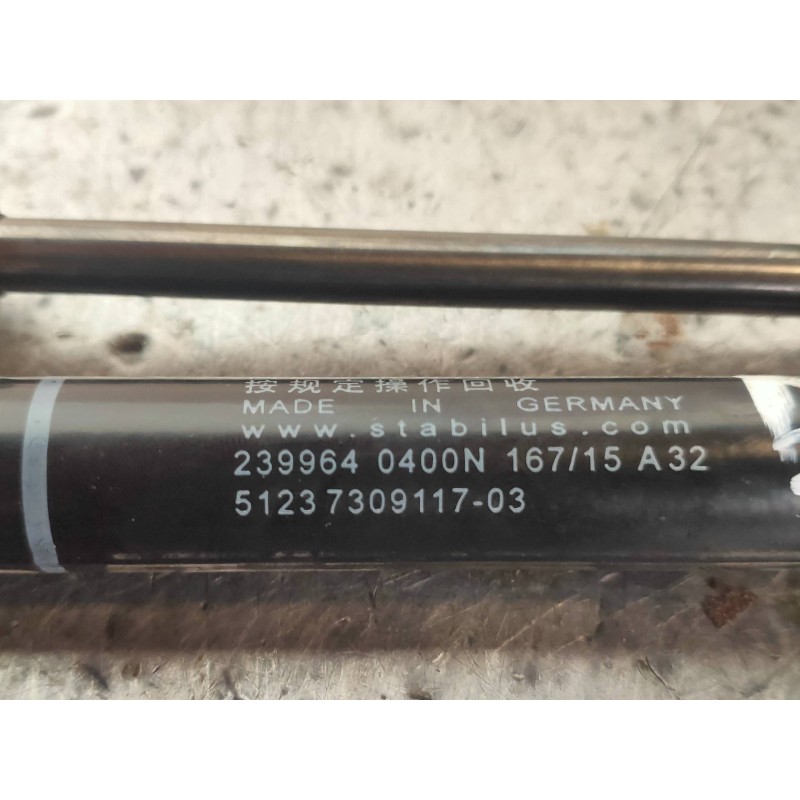 按规定操作回收
MADE IN GERMANY
www.stabilus.com
239964 0400N 167/15 A32
51237309117-03